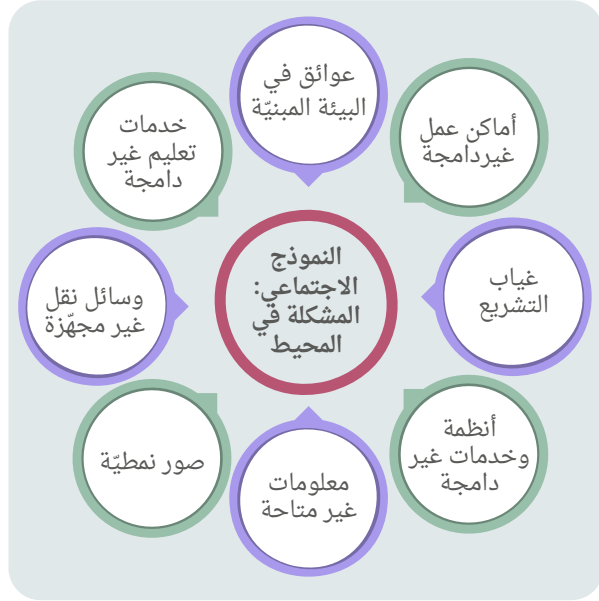 عوائق في
البيئة المبنيّة
أماكن عمل
غيردامجة
غياب
التشريع
أنظمة
وخدمات غير
دامجة
معلومات
غير متاحة
صور نمطيّة
وسائل نقل
غير مجهّزة
خدمات
تعليم غير
دامجة
النموذج
الاجتماعي:
المشكلة في
المحيط